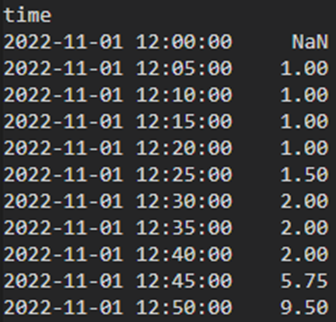 time
2022-11-01 12:00:00 NaN
2022-11-01 12:05:00 1.00
2022-11-01 12:10:00 1.00
2022-11-01 12:15:00 1.00
2022-11-01 12:20:00 1.00
2022-11-01 12:25:00 1.50
2022-11-01 12:30:00 2.00
2022-11-01 12:35:00 2.00
2022-11-01 12:40:00 2.00
2022-11-01 12:45:00 5.75
2022-11-01 12:50:00 9.50